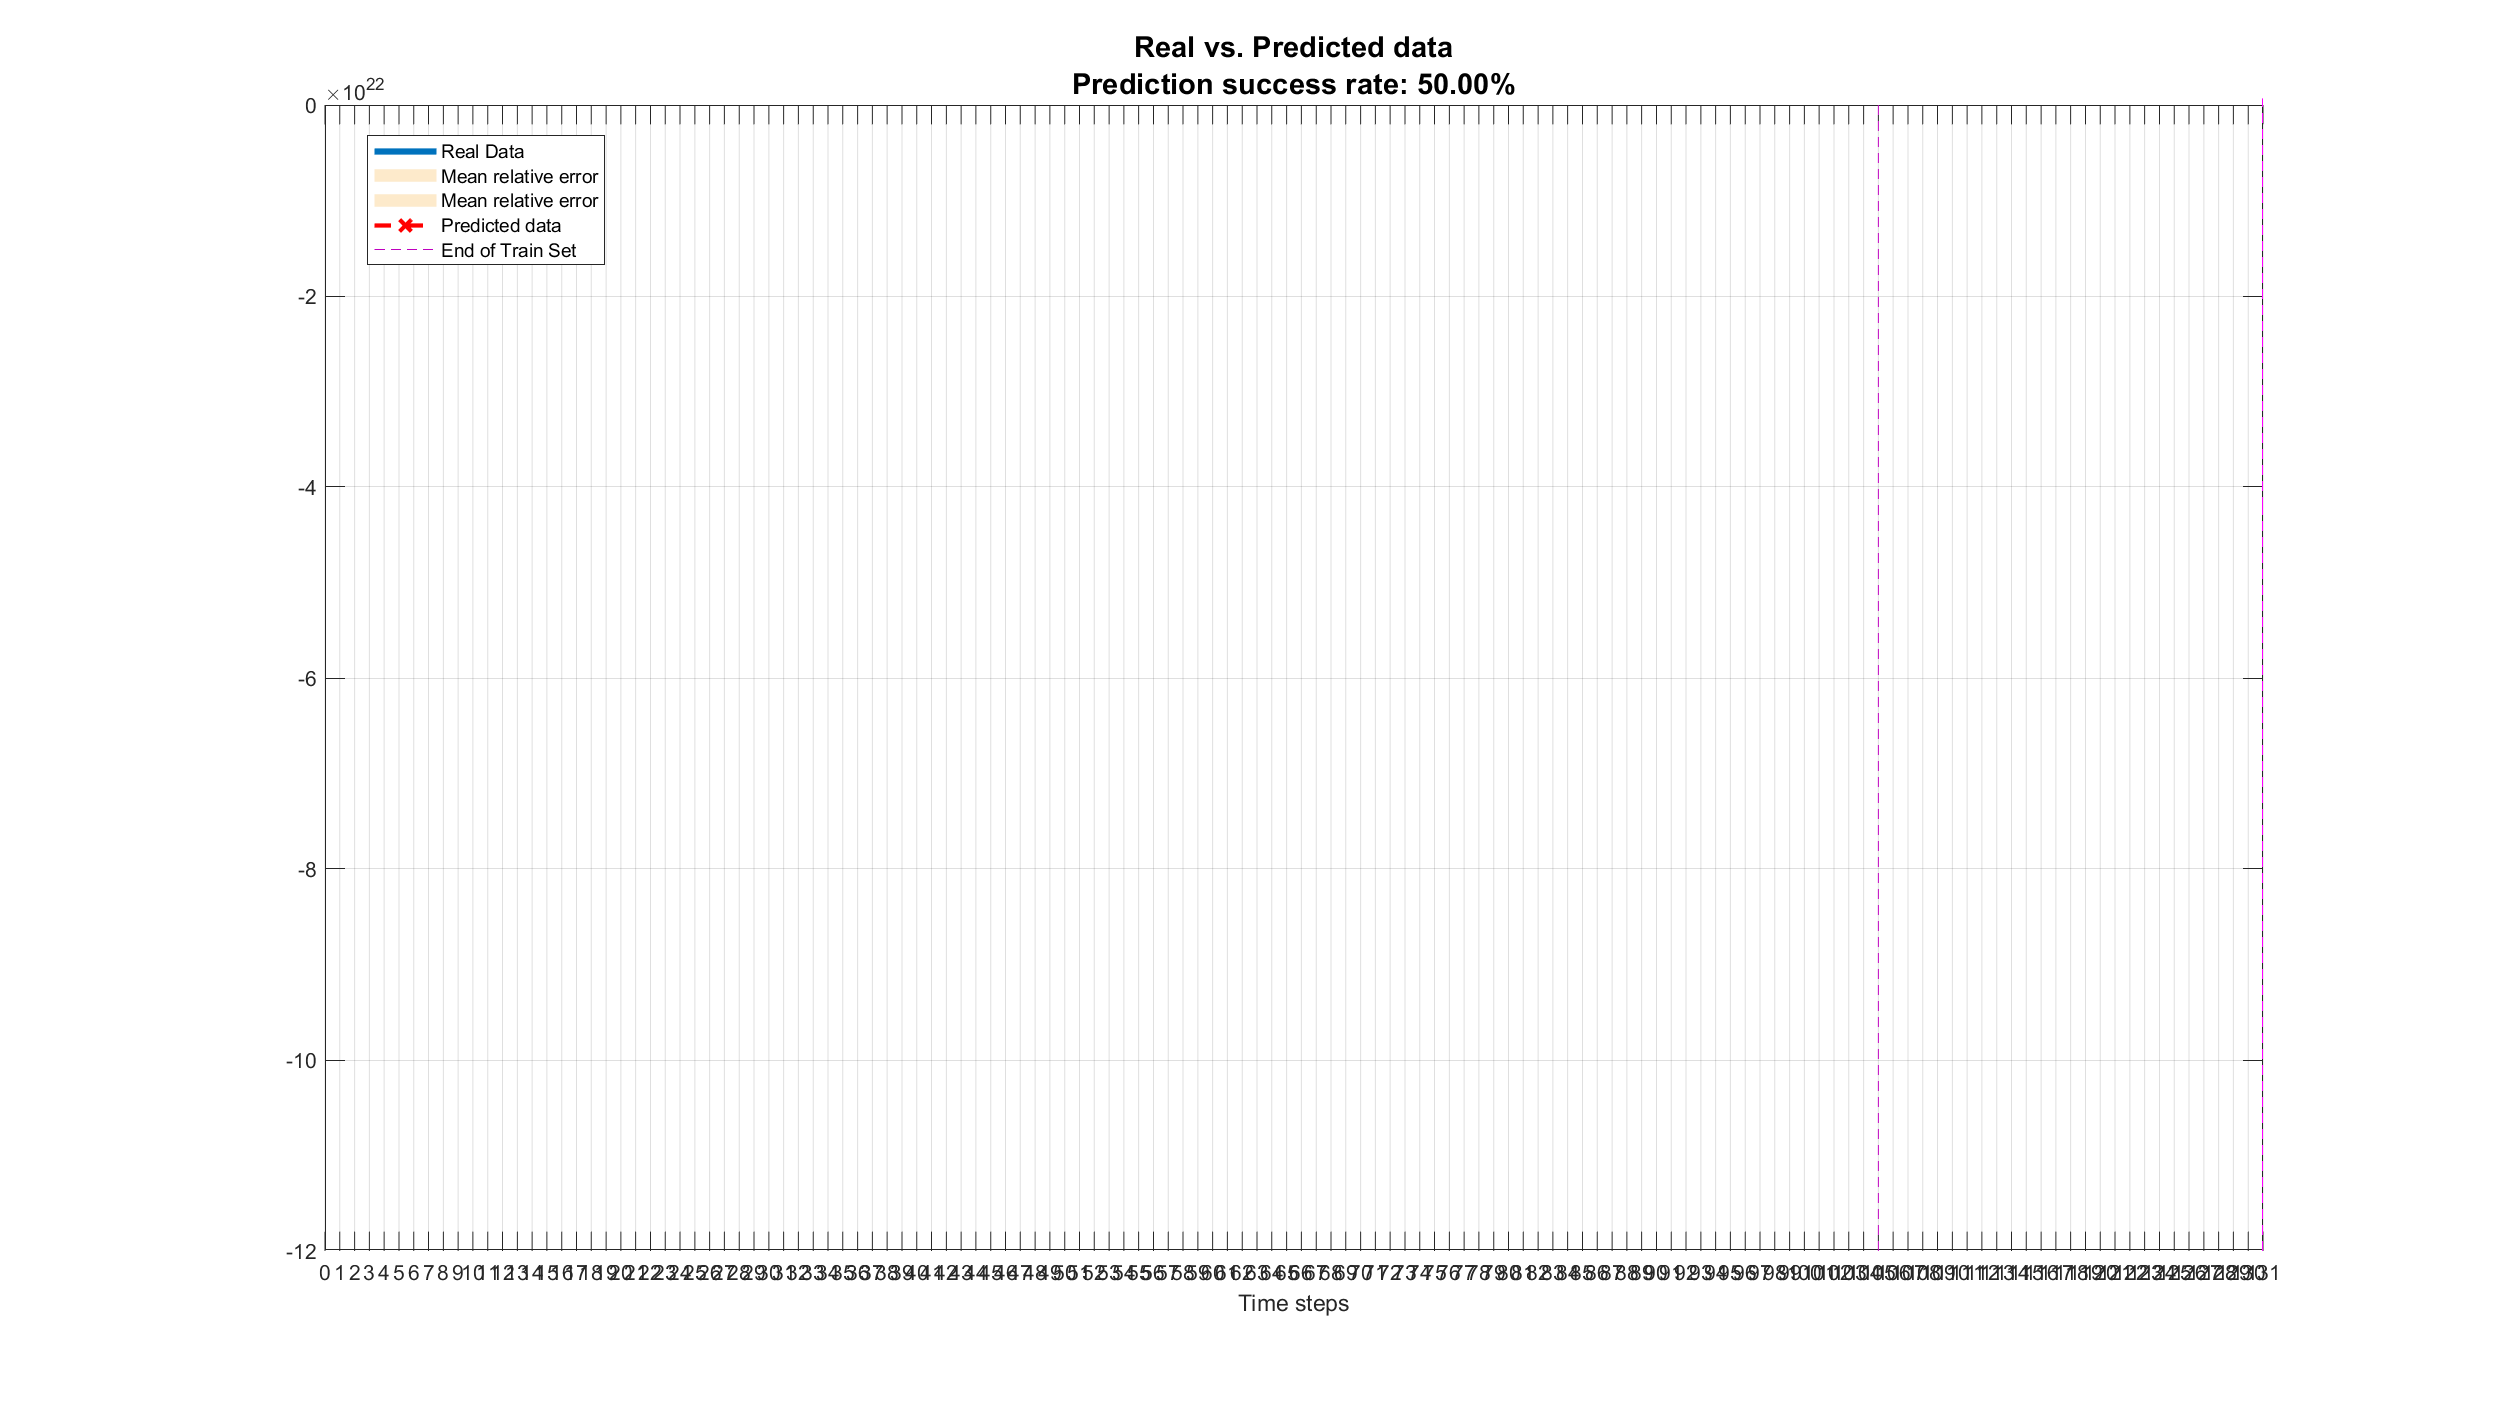 Real vs. Predicted data
Prediction success rate: 50.00%
×10²²
0
Real Data
Mean relative error
Mean relative error
Predicted data
End of Train Set
-2
-4
-6
-8
-10
-12
0 1 2 3 4 5 6 7 8 9 10 11 12 13 14 15 16 17 18 19 20 21 22 23 24 25 26 27 28 29 30 31 32 33 34 35 36 37 38 39 40 41 42 43 44 45 46 47 48 49 50 51 52 53 54 55 56 57 58 59 60 61 62 63 64 65 66 67 68 69 70 71 72 73 74 75 76 77 78 79 80 81 82 83 84 85 86 87 88 89 90 91 92 93 94 95 96 97 98 99 100 101 102 103 104 105 106 107 108 109 110 111 112 113 114 115 116 117 118 119 120 121 122 123 124 125 126 127 128 129 130 131
Time steps